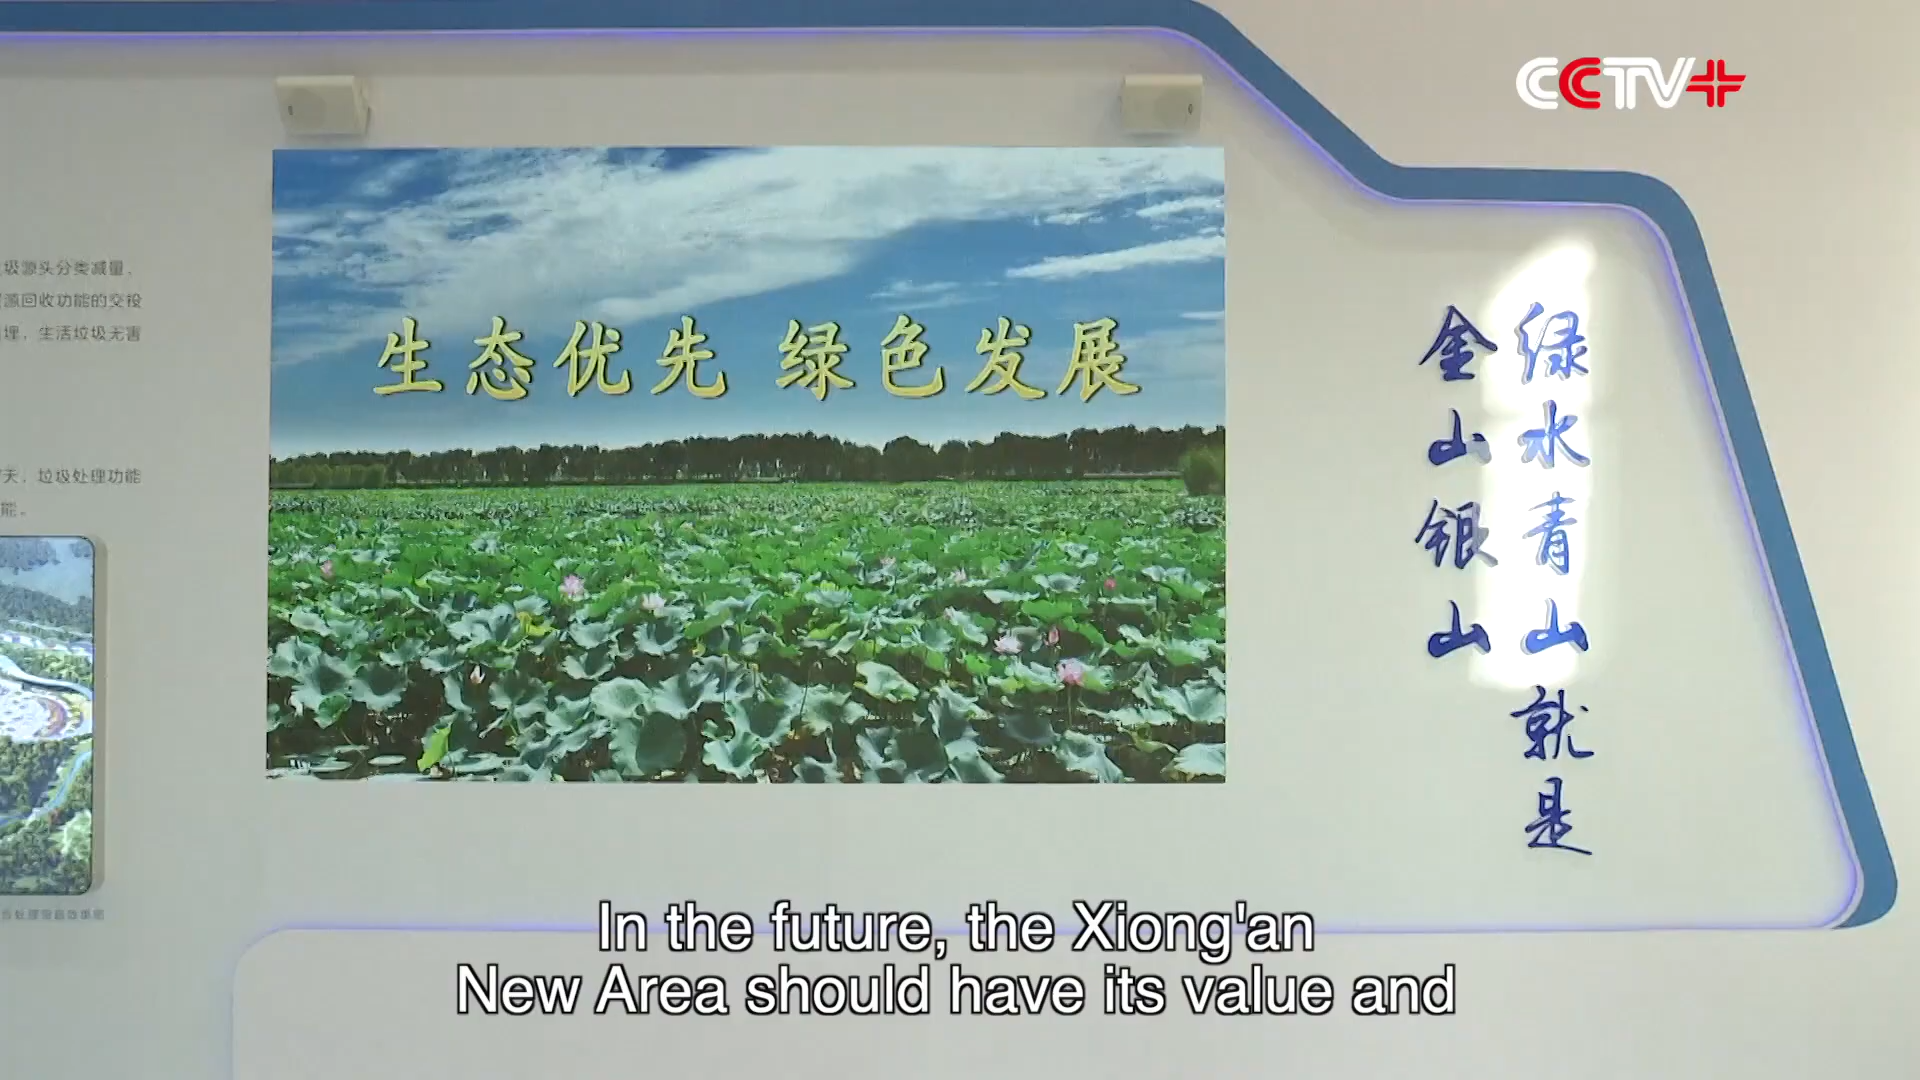 CCTV+
圾源头分类减量,
源回收功能的交投
埋, 生活垃圾无害
天, 垃圾处理功能
能。
生态优先 绿色发展
绿水青山就是
金山银山
In the future, the Xiong'an
New Area should have its value and